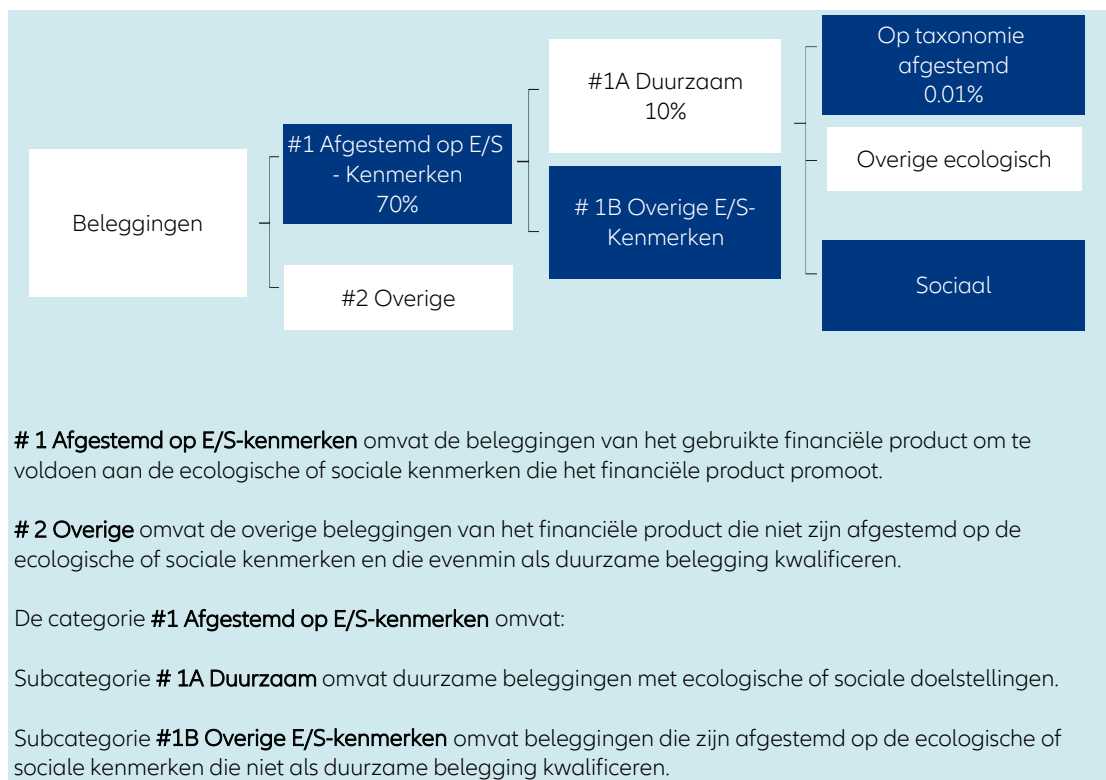 Beleggingen
#1 Afgestemd op E/S
- Kenmerken
70%
#2 Overige
#1A Duurzaam
10%
# 1B Overige E/S-
Kenmerken
Op taxonomie
afgestemd
0.01%
Overige ecologisch
Sociaal
# 1 Afgestemd op E/S-kenmerken omvat de beleggingen van het gebruikte financiële product om te
voldoen aan de ecologische of sociale kenmerken die het financiële product promoot.
# 2 Overige omvat de overige beleggingen van het financiële product die niet zijn afgestemd op de
ecologische of sociale kenmerken en die evenmin als duurzame belegging kwalificeren.
De categorie #1 Afgestemd op E/S-kenmerken omvat:
Subcategorie # 1A Duurzaam omvat duurzame beleggingen met ecologische of sociale doelstellingen.
Subcategorie #1B Overige E/S-kenmerken omvat beleggingen die zijn afgestemd op de ecologische of
sociale kenmerken die niet als duurzame belegging kwalificeren.